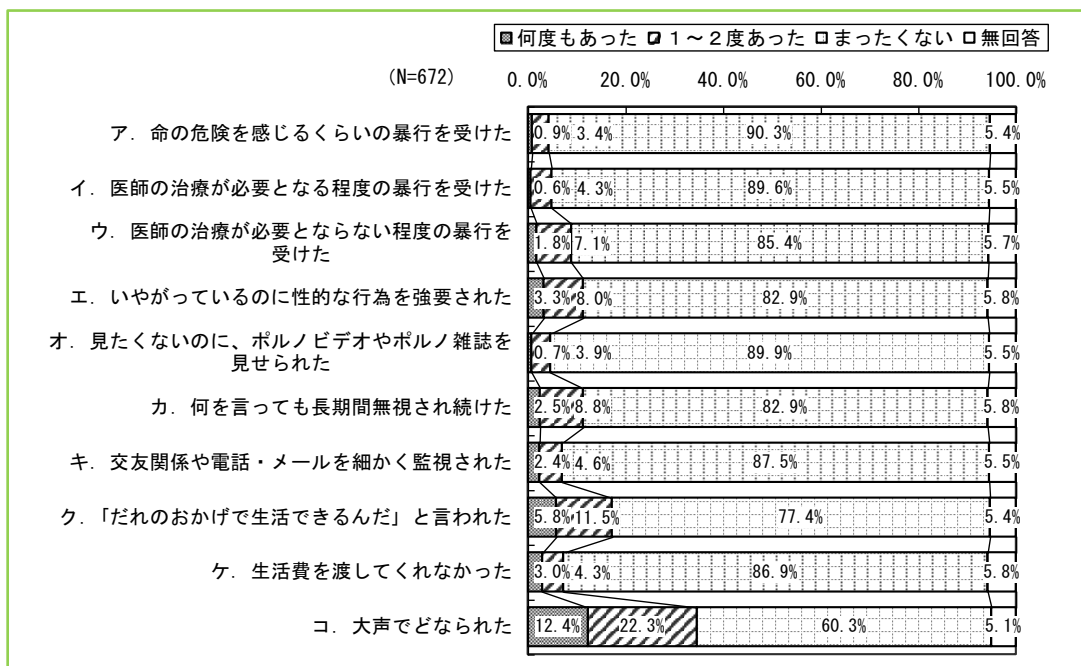 何度もあった １～２度あった まったくない 無回答
(N=672) 0.0% 20.0% 40.0% 60.0% 80.0% 100.0%
ア．命の危険を感じるくらいの暴行を受けた 0.9% 3.4% 90.3% 5.4%
イ．医師の治療が必要となる程度の暴行を受けた 0.6% 4.3% 89.6% 5.5%
ウ．医師の治療が必要とならない程度の暴行を
受けた 1.8% 7.1% 85.4% 5.7%
エ．いやがっているのに性的な行為を強要された 3.3% 8.0% 82.9% 5.8%
オ．見たくないのに、ポルノビデオやポルノ雑誌を
見せられた 0.7% 3.9% 89.9% 5.5%
カ．何を言っても長期間無視され続けた 2.5% 8.8% 82.9% 5.8%
キ．交友関係や電話・メールを細かく監視された 2.4% 4.6% 87.5% 5.5%
ク．「だれのおかげで生活できるんだ」と言われた 5.8% 11.5% 77.4% 5.4%
ケ．生活費を渡してくれなかった 3.0% 4.3% 86.9% 5.8%
コ．大声でどなられた 12.4% 22.3% 60.3% 5.1%